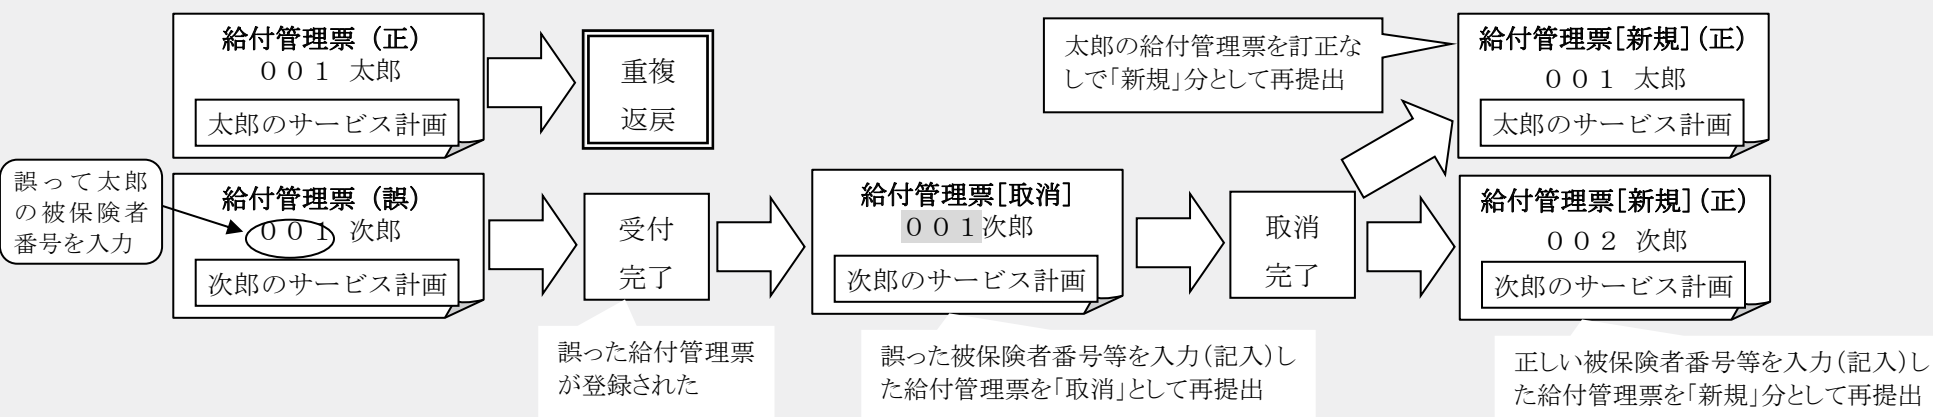 給付管理票（正）
００１ 太郎
太郎のサービス計画
重複
返戻
太郎の給付管理票を訂正な
しで「新規」分として再提出
給付管理票[新規]（正）
００１ 太郎
太郎のサービス計画
誤って太郎
の被保険者
番号を入力
給付管理票（誤）
００１ 次郎
次郎のサービス計画
受付
完了
給付管理票[取消]
００１次郎
次郎のサービス計画
取消
完了
給付管理票[新規]（正）
００２ 次郎
次郎のサービス計画
誤った給付管理票
が登録された
誤った被保険者番号等を入力（記入）し
た給付管理票を「取消」として再提出
正しい被保険者番号等を入力（記入）し
た給付管理票を「新規」分として再提出